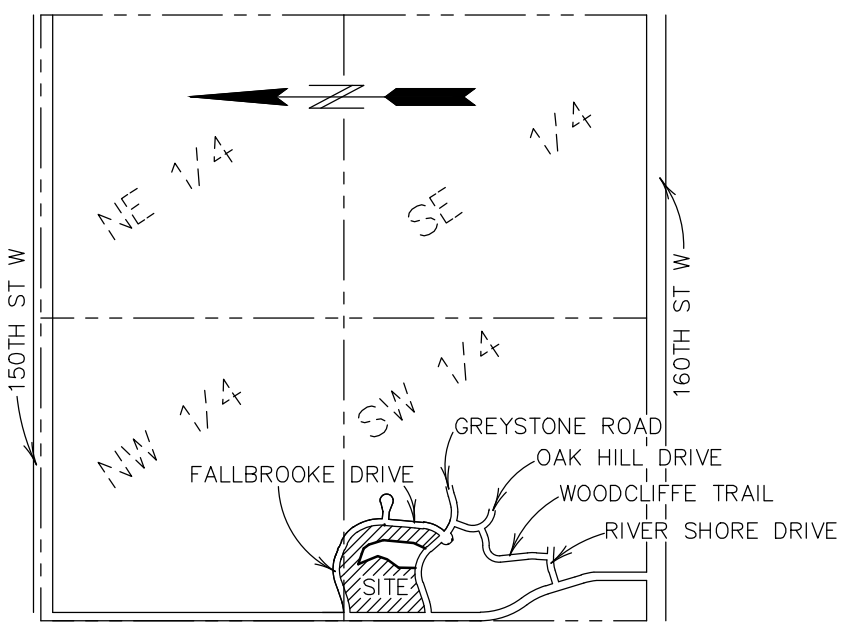 N
NE 1/4
SE 1/4
150TH ST W
160TH ST W
NW 1/4
SW 1/4
GREYSTONE ROAD
OAK HILL DRIVE
FALLBROOKE DRIVE
WOODCLIFFE TRAIL
RIVER SHORE DRIVE
SITE